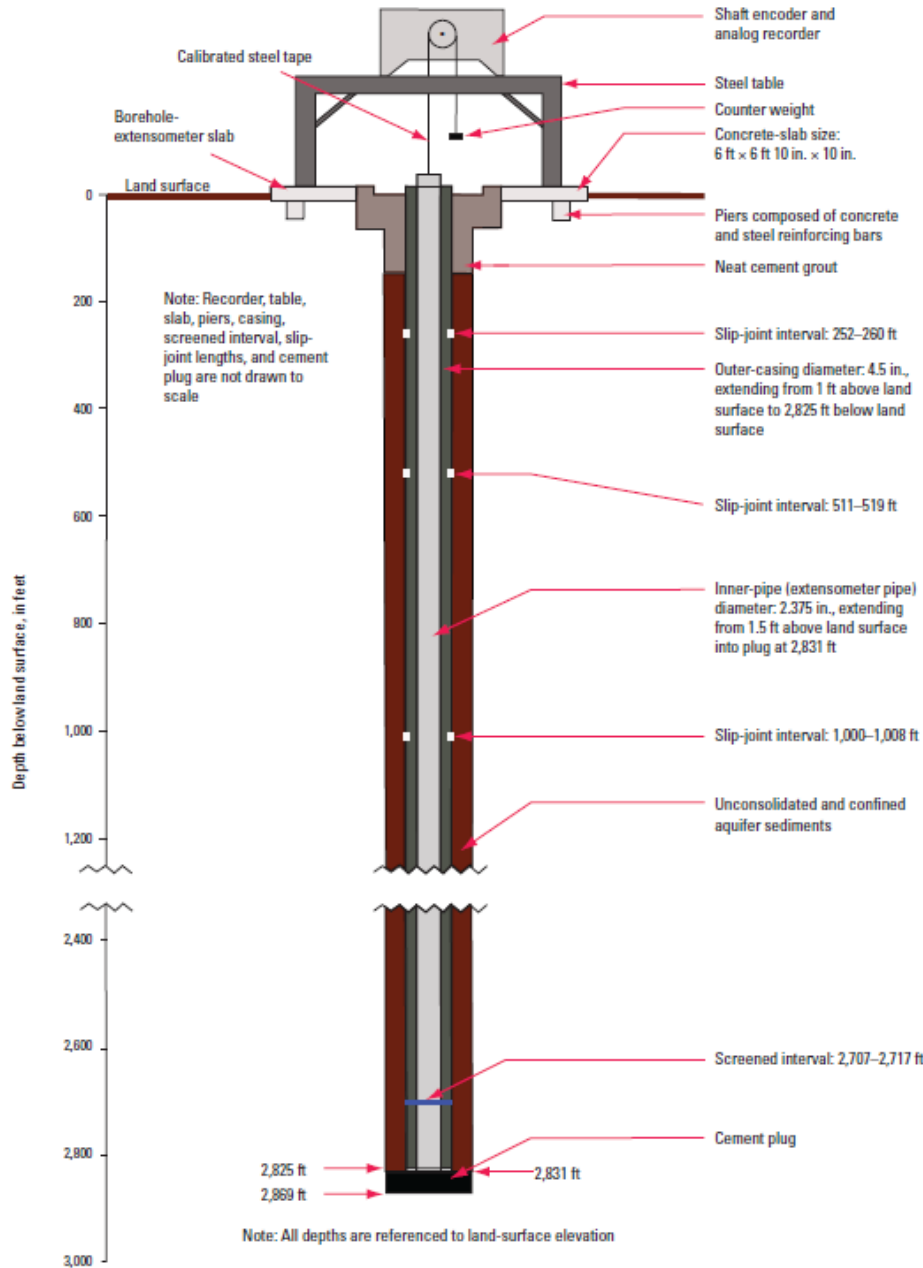 Shaft encoder and
analog recorder
Calibrated steel tape
Steel table
Counter weight
Borehole-
extensometer slab
Concrete-slab size:
6 ft × 6 ft 10 in. × 10 in.
Land surface
0
Piers composed of concrete
and steel reinforcing bars
Neat cement grout
Note: Recorder, table,
slab, piers, casing,
screened interval, slip-
joint lengths, and cement
plug are not drawn to
scale
200
Slip-joint interval: 252–260 ft
Outer-casing diameter: 4.5 in.,
extending from 1 ft above land
surface to 2,825 ft below land
surface
400
Slip-joint interval: 511–519 ft
600
Depth below land surface, in feet
Inner-pipe (extensometer pipe)
diameter: 2.375 in., extending
from 1.5 ft above land surface
into plug at 2,831 ft
800
1,000
Slip-joint interval: 1,000–1,008 ft
Unconsolidated and confined
aquifer sediments
1,200
2,400
2,600
Screened interval: 2,707–2,717 ft
Cement plug
2,800
2,825 ft
2,831 ft
2,869 ft
Note: All depths are referenced to land-surface elevation
3,000